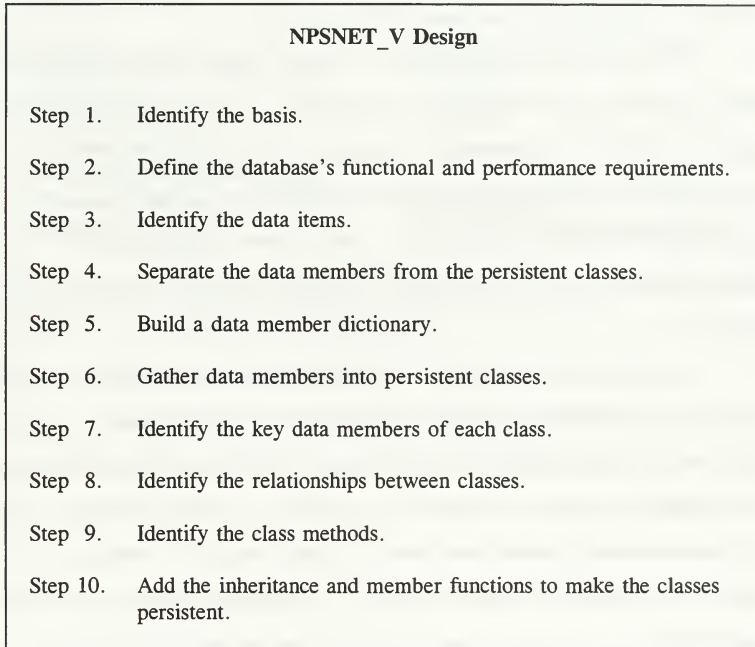 NPSNET_V Design
Step 1. Identify the basis.
Step 2. Define the database's functional and performance requirements.
Step 3. Identify the data items.
Step 4. Separate the data members from the persistent classes.
Step 5. Build a data member dictionary.
Step 6. Gather data members into persistent classes.
Step 7. Identify the key data members of each class.
Step 8. Identify the relationships between classes.
Step 9. Identify the class methods.
Step 10. Add the inheritance and member functions to make the classes
persistent.